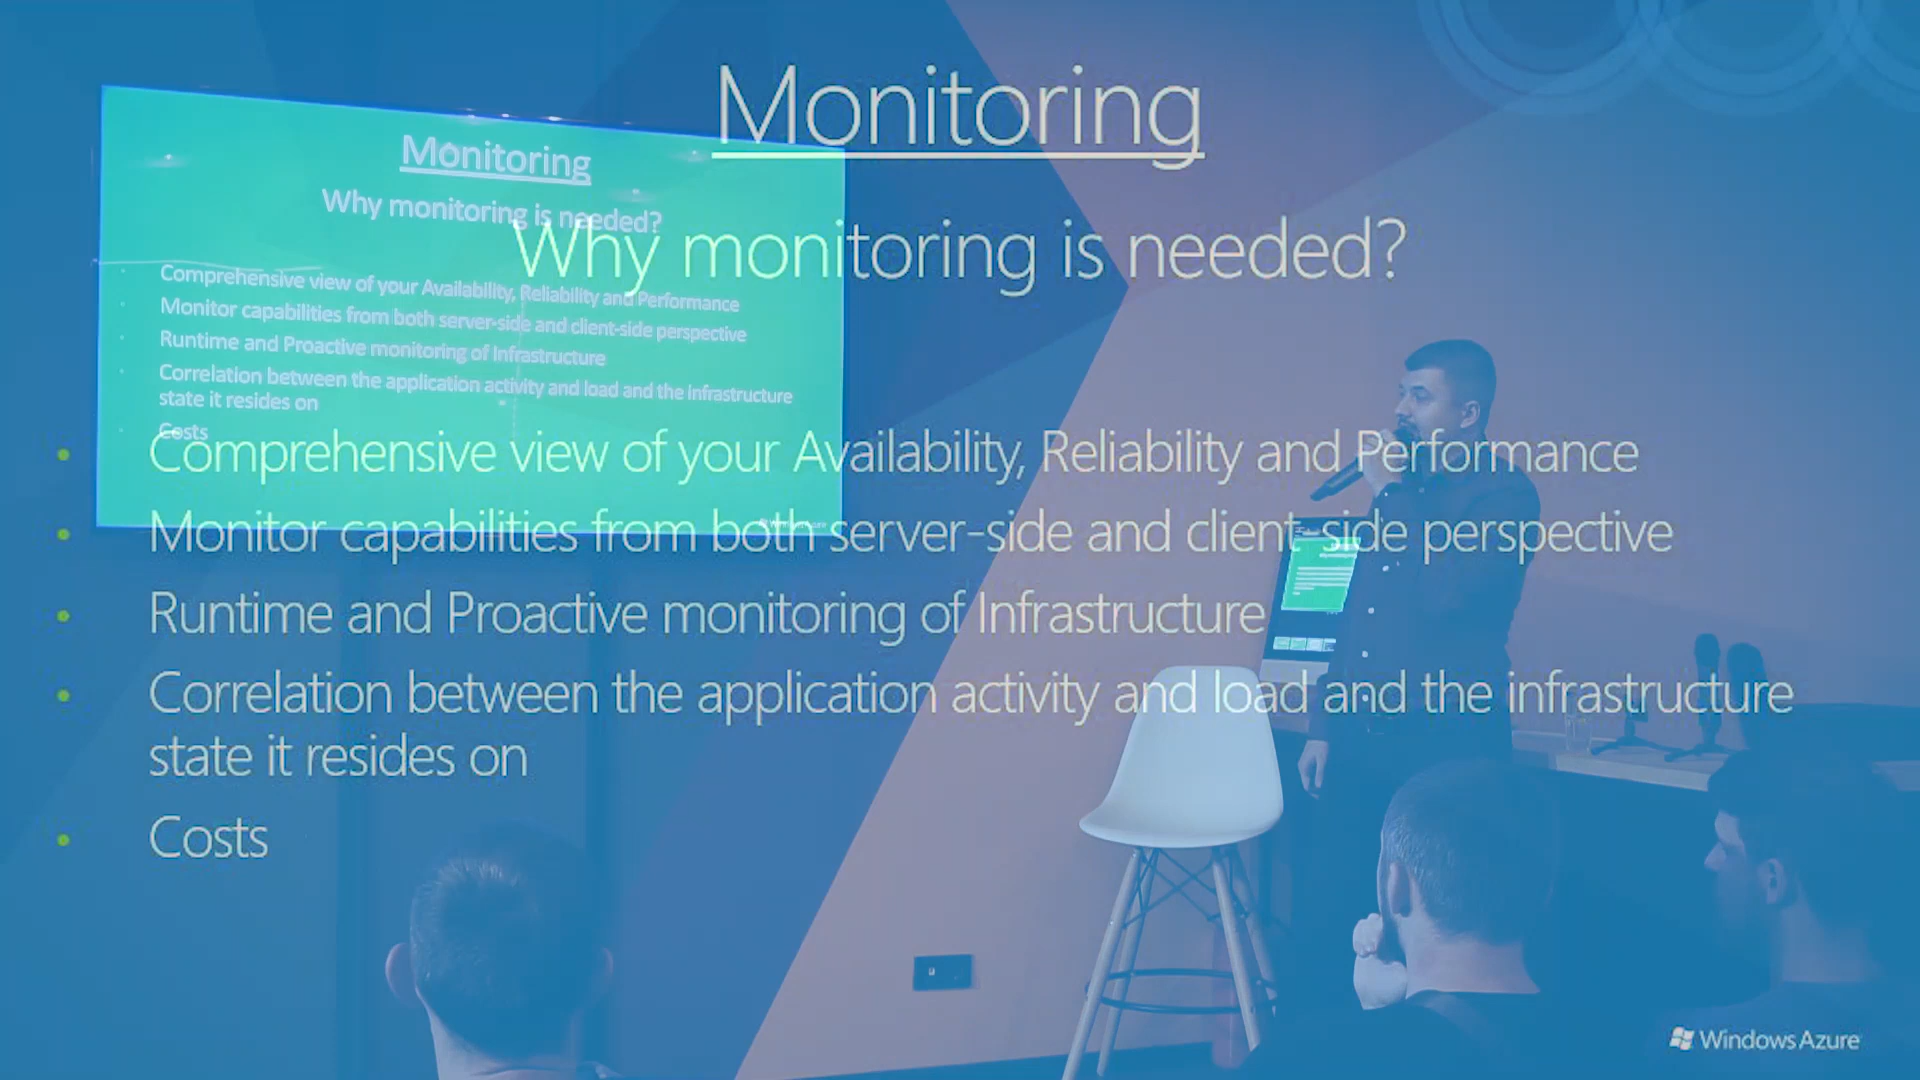 Monitoring
Why monitoring is needed?
• Comprehensive view of your Availability, Reliability and Performance
• Monitor capabilities from both server-side and client-side perspective
• Runtime and Proactive monitoring of Infrastructure
• Correlation between the application activity and load and the infrastructure
state it resides on
• Costs
Windows Azure
Monitoring
Why monitoring is needed?
Comprehensive view of your Availability, Reliability and Performance
Monitor capabilities from both server-side and client-side perspective
Runtime and Proactive monitoring of Infrastructure
Correlation between the application activity and load and the infrastructure
state it resides on
Costs
Windows Azure